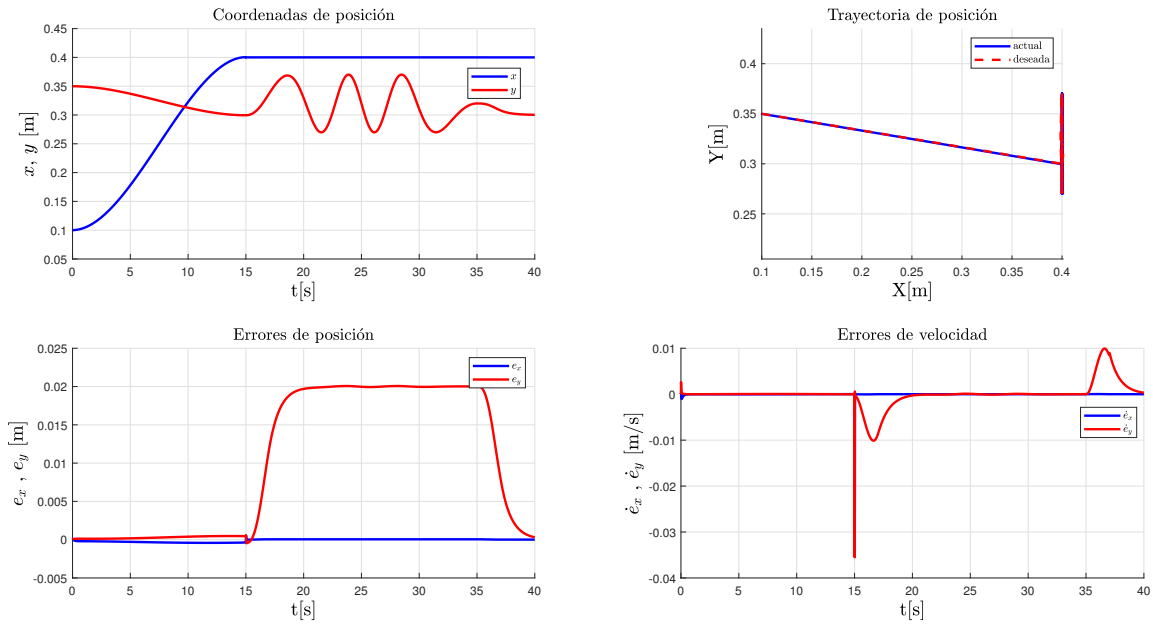 Coordenadas de posición
0.45
0.4
0.35
0.3
0.25
0.2
0.15
0.1
0.05
x, y [m]
x
y
0 5 10 15 20 25 30 35 40
t[s]
Trayectoria de posición
0.4
0.35
0.3
0.25
Y[m]
actual
deseada
0.1 0.15 0.2 0.25 0.3 0.35 0.4
X[m]
Errores de posición
0.025
0.02
0.015
0.01
0.005
0
-0.005
eₓ , e_y [m]
eₓ
e_y
0 5 10 15 20 25 30 35 40
t[s]
Errores de velocidad
0.01
0
-0.01
-0.02
-0.03
-0.04
ėₓ , ė_y [m/s]
ėₓ
ė_y
0 5 10 15 20 25 30 35 40
t[s]